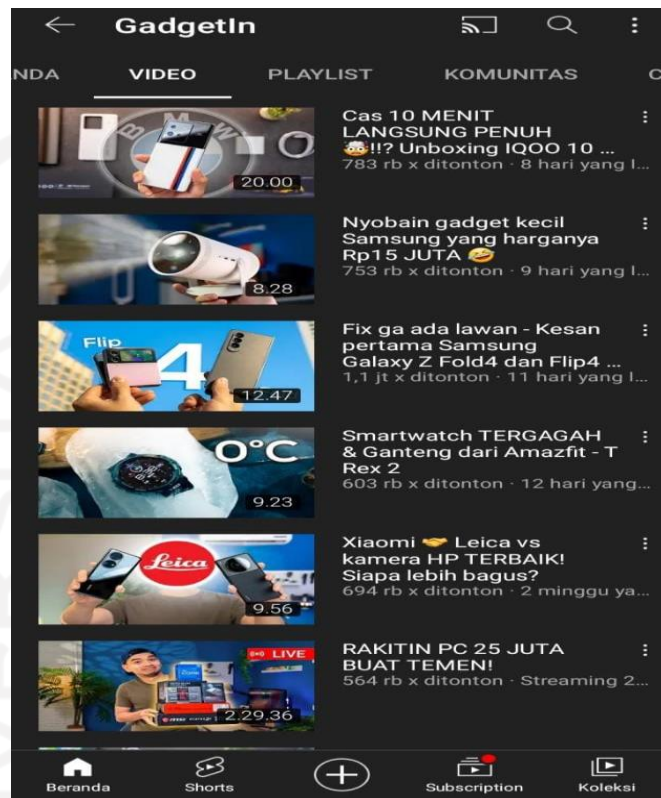 GadgetIn
NDA VIDEO PLAYLIST KOMUNITAS C
BMW
20.00
Cas 10 MENIT
LANGSUNG PENUH
🤯!!? Unboxing IQOO 10 ...
783 rb x ditonton · 8 hari yang l...
8.28
Nyobain gadget kecil
Samsung yang harganya
Rp15 JUTA 🤣
753 rb x ditonton · 9 hari yang l...
Flip
4
12.47
Fix ga ada lawan - Kesan
pertama Samsung
Galaxy Z Fold4 dan Flip4 ...
1,1 jt x ditonton · 11 hari yang l...
0°C
9.23
Smartwatch TERGAGAH
& Ganteng dari Amazfit - T
Rex 2
603 rb x ditonton · 12 hari yang...
Leica
9.56
Xiaomi 🤝 Leica vs
kamera HP TERBAIK!
Siapa lebih bagus?
694 rb x ditonton · 2 minggu ya...
LIVE
2.29.36
RAKITIN PC 25 JUTA
BUAT TEMEN!
564 rb x ditonton · Streaming 2...
Beranda Shorts Subscription Koleksi